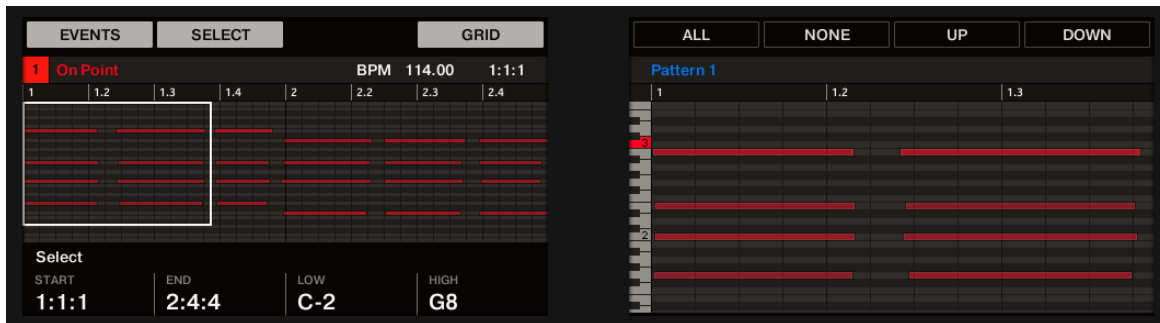 EVENTS SELECT GRID
1 On Point BPM 114.00 1:1:1
1 1.2 1.3 1.4 2 2.2 2.3 2.4
Select
START END LOW HIGH
1:1:1 2:4:4 C-2 G8
ALL NONE UP DOWN
Pattern 1
1 1.2 1.3
3
2